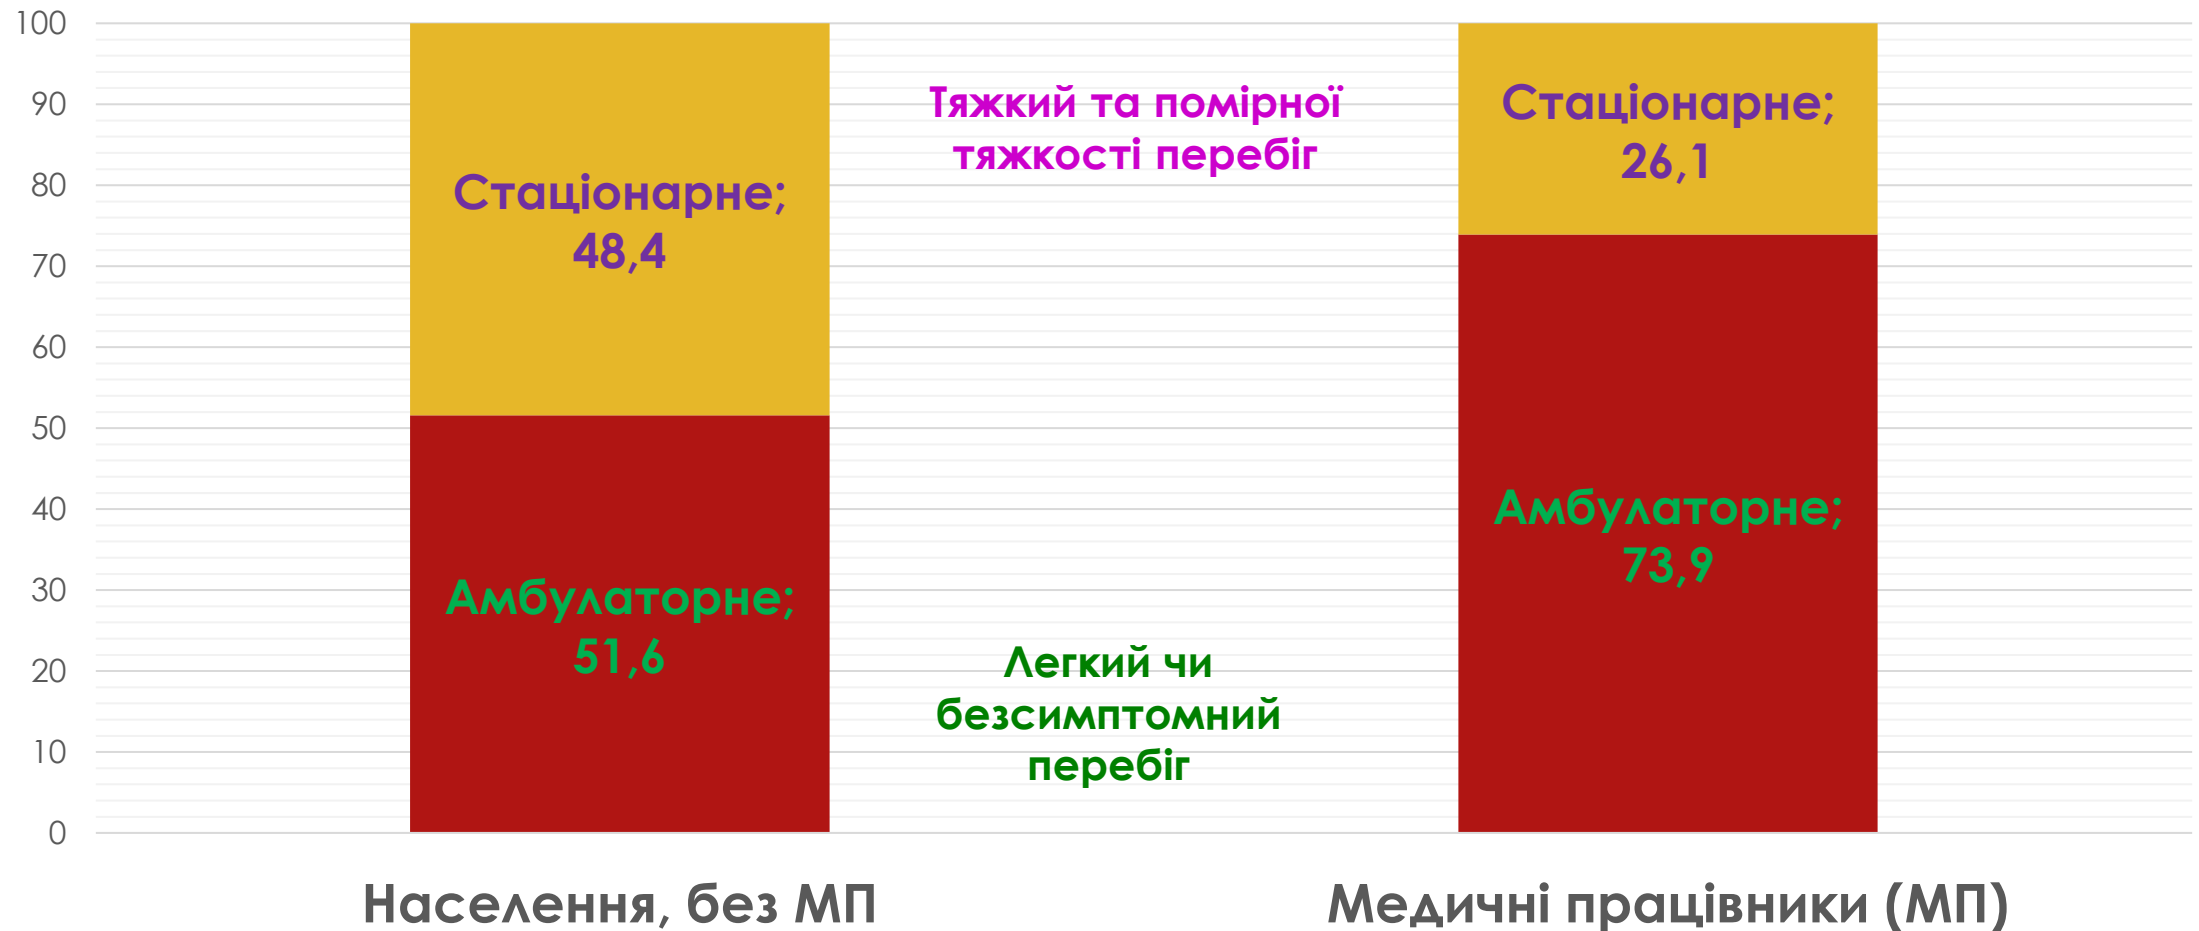 100
90
80
70
60
50
40
30
20
10
0
Стаціонарне;
48,4
Амбулаторне;
51,6
Тяжкий та помірної
тяжкості перебіг
Легкий чи
безсимптомний
перебіг
Стаціонарне;
26,1
Амбулаторне;
73,9
Населення, без МП
Медичні працівники (МП)